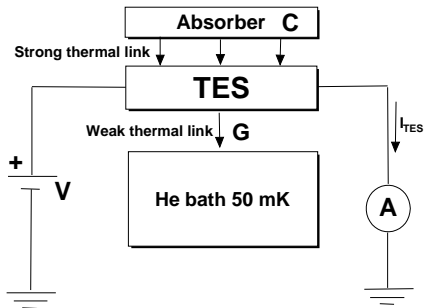 Absorber C
Strong thermal link
TES
Weak thermal link G
I_TES
+
V
He bath 50 mK
A